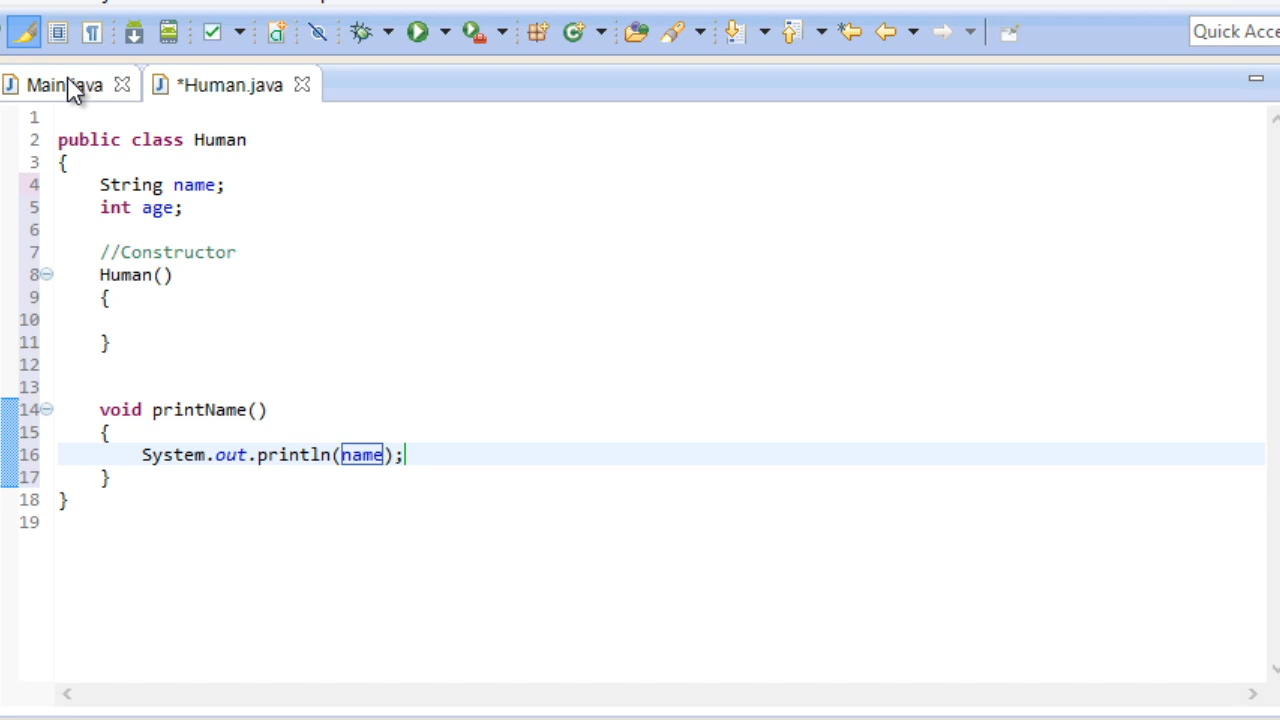 Quick Acce
Main.java *Human.java
1
2 public class Human
3 {
4 String name;
5 int age;
6
7 //Constructor
8 Human()
9 {
10
11 }
12
13
14 void printName()
15 {
16 System.out.println(name);
17 }
18 }
19